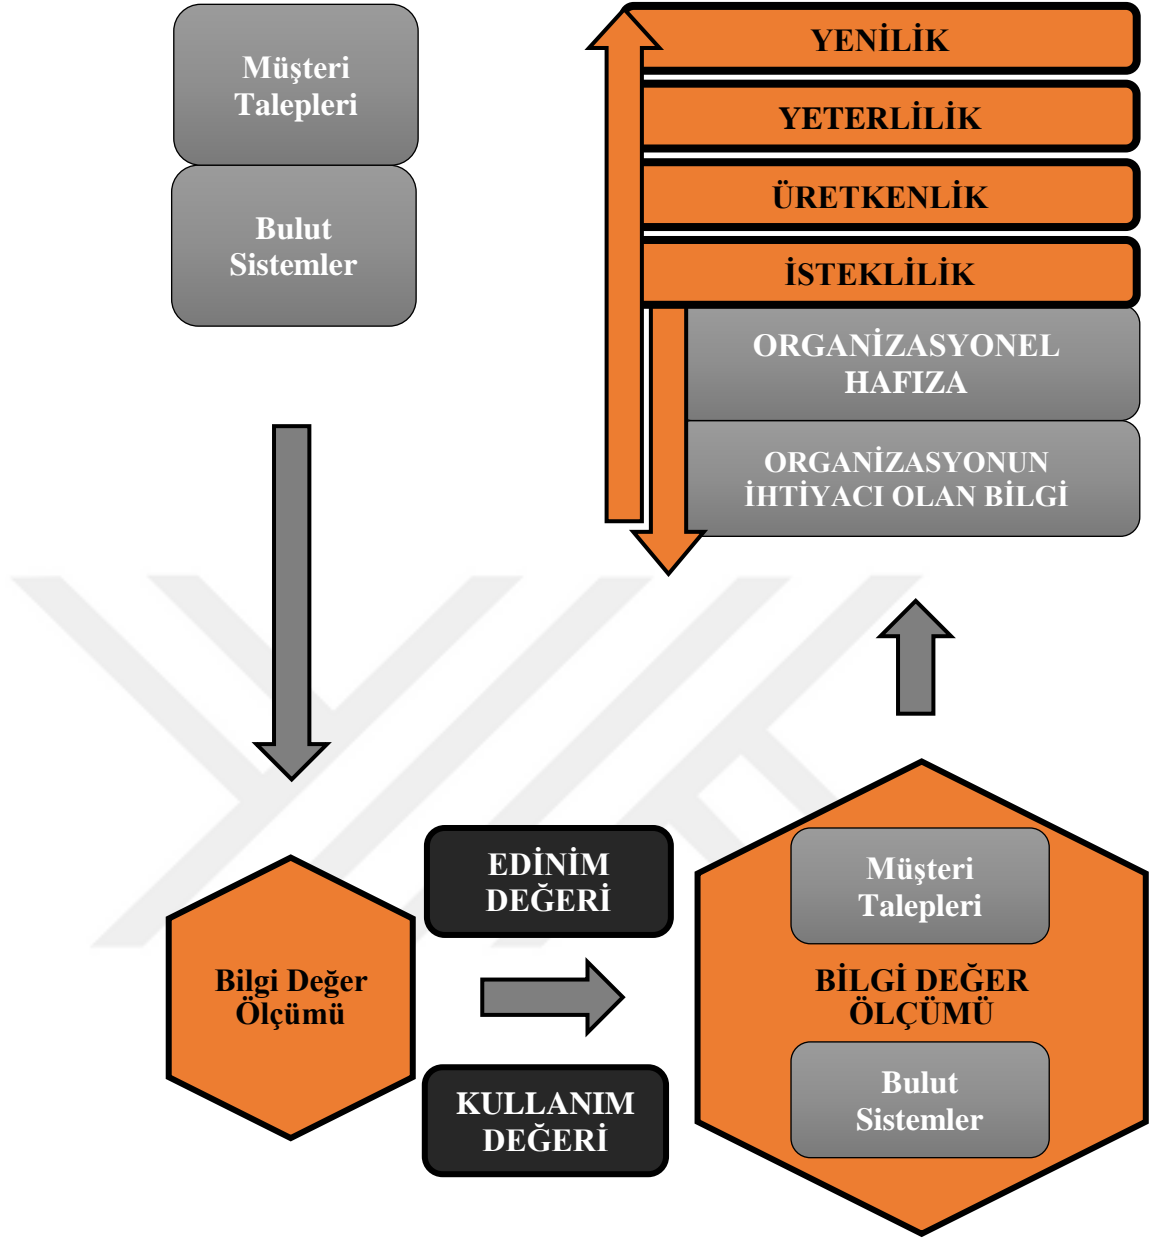 Müşteri
Talepleri
Bulut
Sistemler
YENİLİK
YETERLİLİK
ÜRETKENLİK
İSTEKLİLİK
ORGANİZASYONEL
HAFIZA
ORGANİZASYONUN
İHTİYACI OLAN BİLGİ
Bilgi Değer
Ölçümü
EDİNİM
DEĞERİ
KULLANIM
DEĞERİ
Müşteri
Talepleri
BİLGİ DEĞER
ÖLÇÜMÜ
Bulut
Sistemler